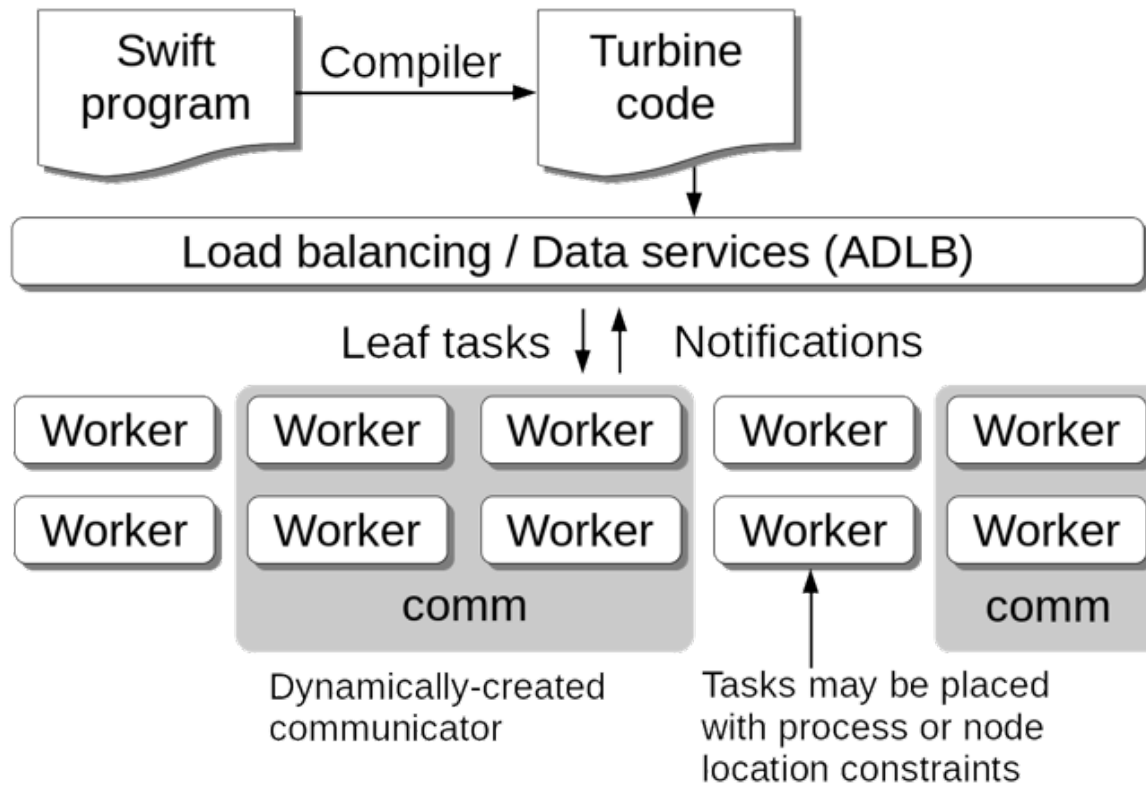 Swift
program
Compiler
Turbine
code
Load balancing / Data services (ADLB)
Leaf tasks
Notifications
Worker Worker Worker Worker Worker
Worker Worker Worker Worker Worker
comm comm
Dynamically-created
communicator
Tasks may be placed
with process or node
location constraints